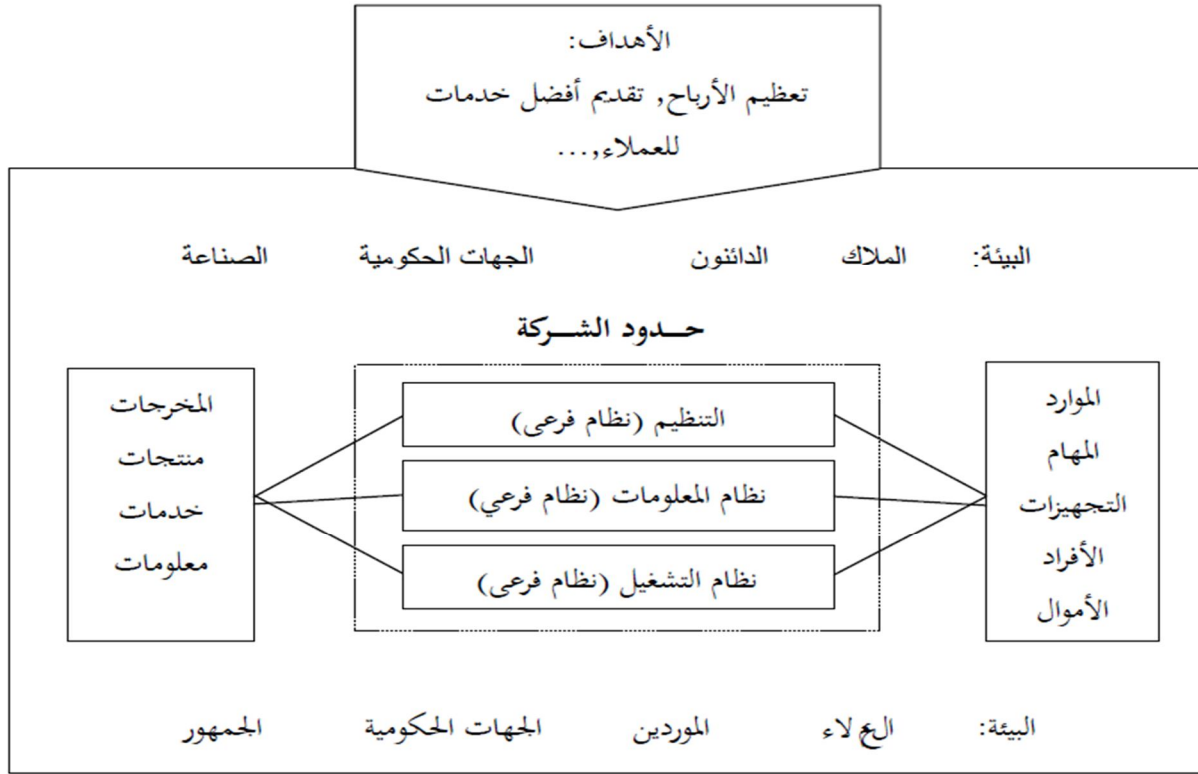 الأهداف:
تعظيم الأرباح, تقديم أفضل خدمات
للعملاء,...
البيئة: الملاك الدائنون الجهات الحكومية الصناعة
حــدود الشــركة
الموارد
المهام
التجهيزات
الأفراد
الأموال
التنظيم (نظام فرعى)
نظام المعلومات (نظام فرعي)
نظام التشغيل (نظام فرعى)
المخرجات
منتجات
خدمات
معلومات
البيئة: الموردين الجهات الحكومية الجمهور